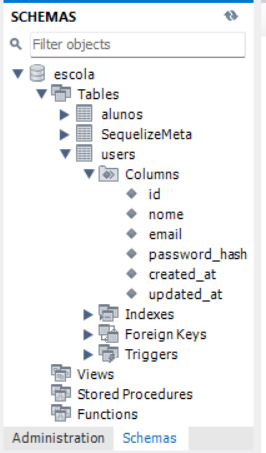 SCHEMAS
Filter objects
escola
Tables
alunos
SequelizeMeta
users
Columns
id
nome
email
password_hash
created_at
updated_at
Indexes
Foreign Keys
Triggers
Views
Stored Procedures
Functions
Administration Schemas